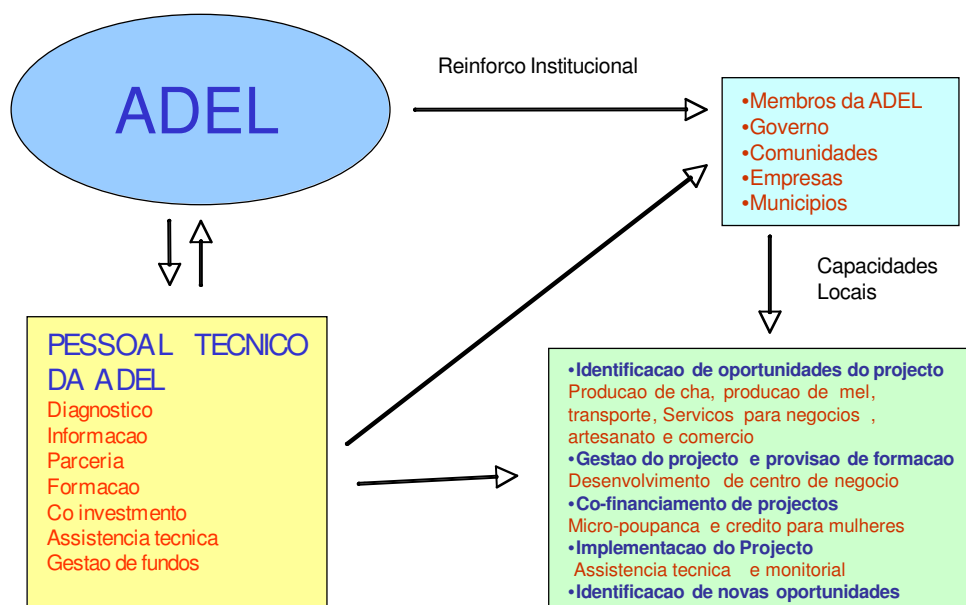 ADEL
Reinforco Institucional
•Membros da ADEL
•Governo
•Comunidades
•Empresas
•Municipios
Capacidades
Locais
PESSOAL TECNICO
DA ADEL
Diagnostico
Informacao
Parceria
Formacao
Co investmento
Assistencia tecnica
Gestao de fundos
•Identificacao de oportunidades do projecto
Producao de cha, producao de mel,
transporte, Servicos para negocios ,
artesanato e comercio
•Gestao do projecto e provisao de formacao
Desenvolvimento de centro de negocio
•Co-financiamento de projectos
Micro-poupanca e credito para mulheres
•Implementacao do Projecto
Assistencia tecnica e monitorial
•Identificacao de novas oportunidades